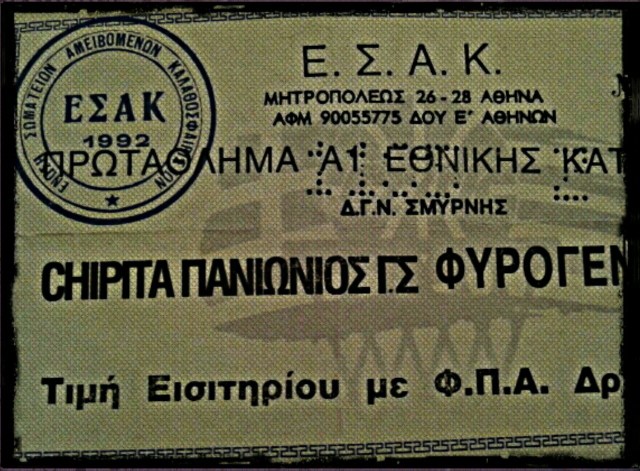 ΕΝΩΣΗ ΣΩΜΑΤΕΙΩΝ ΑΜΕΙΒΟΜΕΝΩΝ ΚΑΛΑΘΟΣΦΑΙΡΙΣΤΩΝ
ΕΣΑΚ
1992
Ε. Σ. Α. Κ.
ΜΗΤΡΟΠΟΛΕΩΣ 26-28 ΑΘΗΝΑ
ΑΦΜ 90055775 ΔΟΥ Ε' ΑΘΗΝΩΝ
ΠΡΩΤΑΘΛΗΜΑ Α1 ΕΘΝΙΚΗΣ ΚΑΤ
Δ.Γ.Ν. ΣΜΥΡΝΗΣ
CHIPITA ΠΑΝΙΩΝΙΟΣ Γ.Σ ΦΥΡΟΓΕΝ
Τιμή Εισιτηρίου με Φ.Π.Α. Δρ